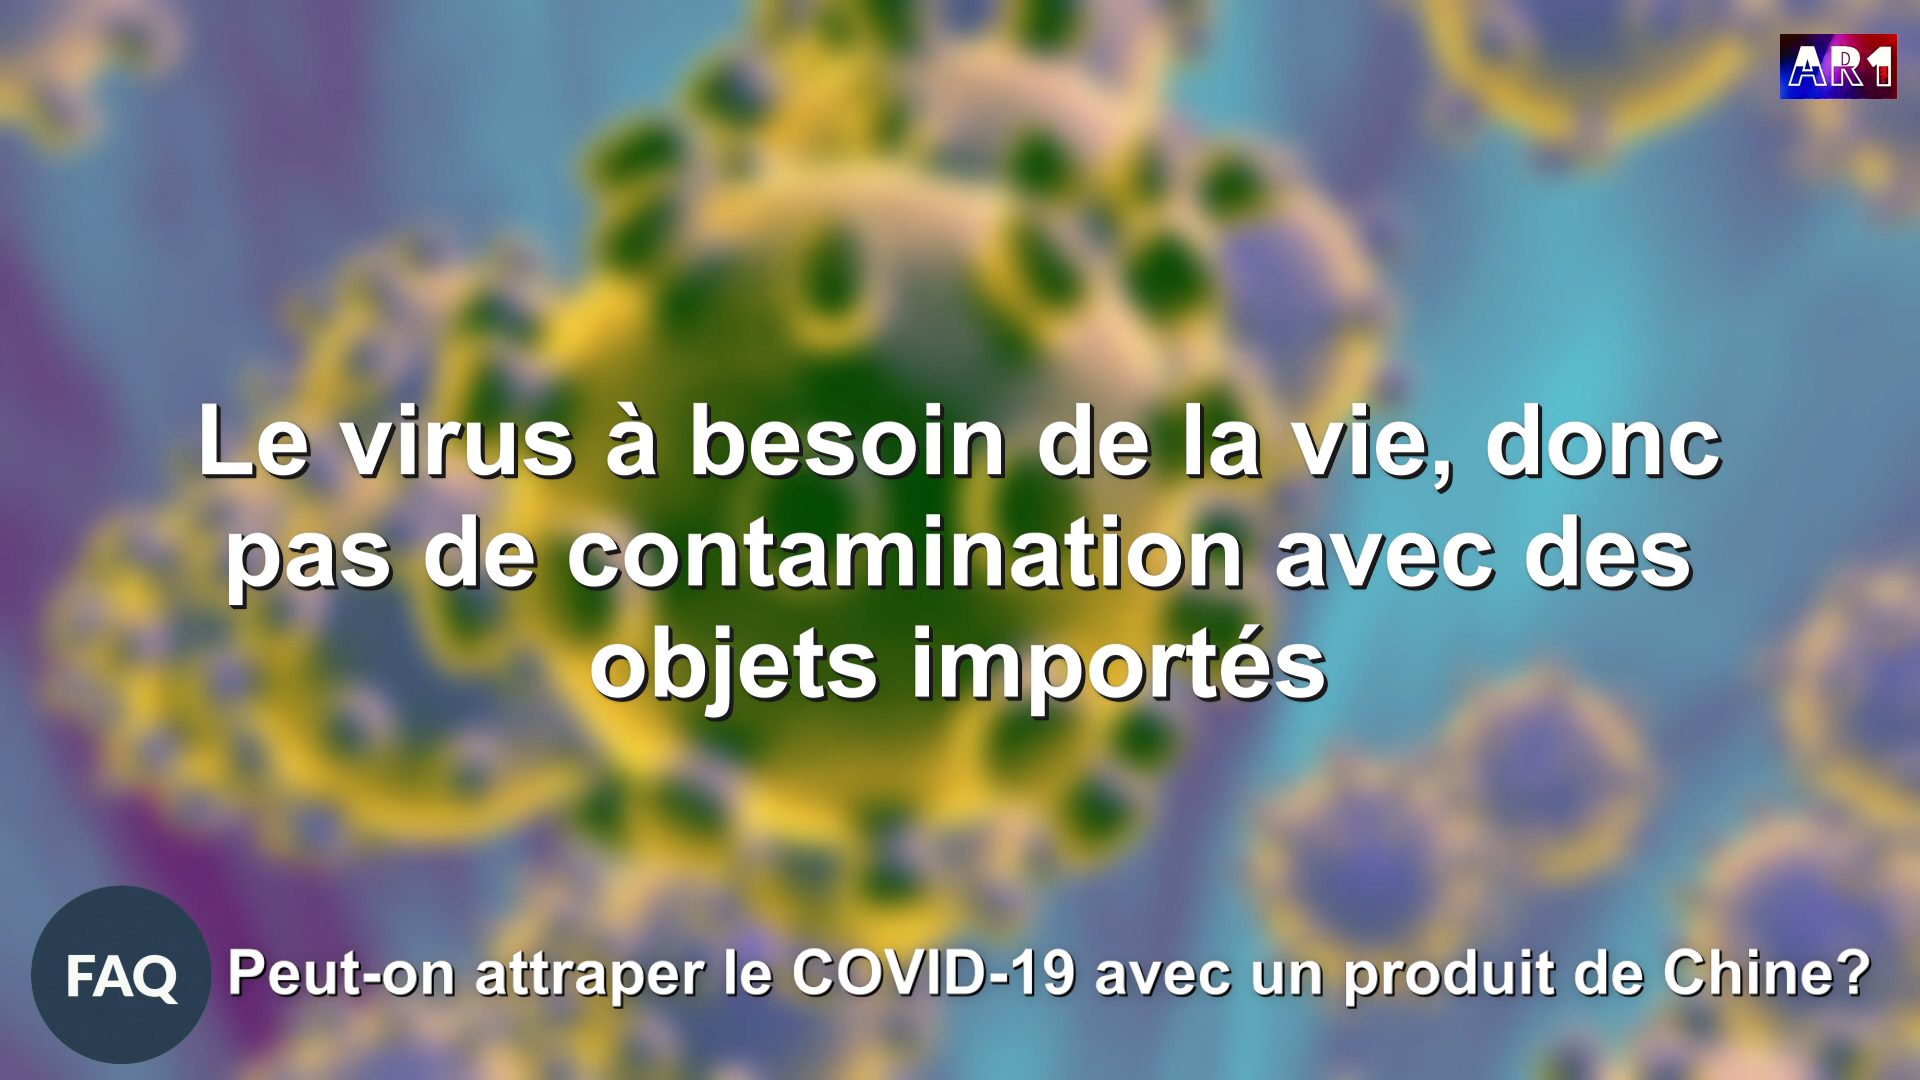 AR1
Le virus à besoin de la vie, donc
pas de contamination avec des
objets importés
FAQ
Peut-on attraper le COVID-19 avec un produit de Chine?